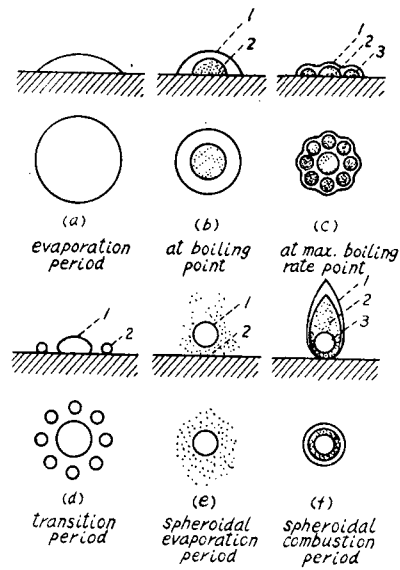 1
2
1
2
3
(a)
evaporation
period
(b)
at boiling
point
(c)
at max. boiling
rate point
1
2
1
2
1
2
3
(d)
transition
period
(e)
spheroidal
evaporation
period
(f)
spheroidal
combustion
period